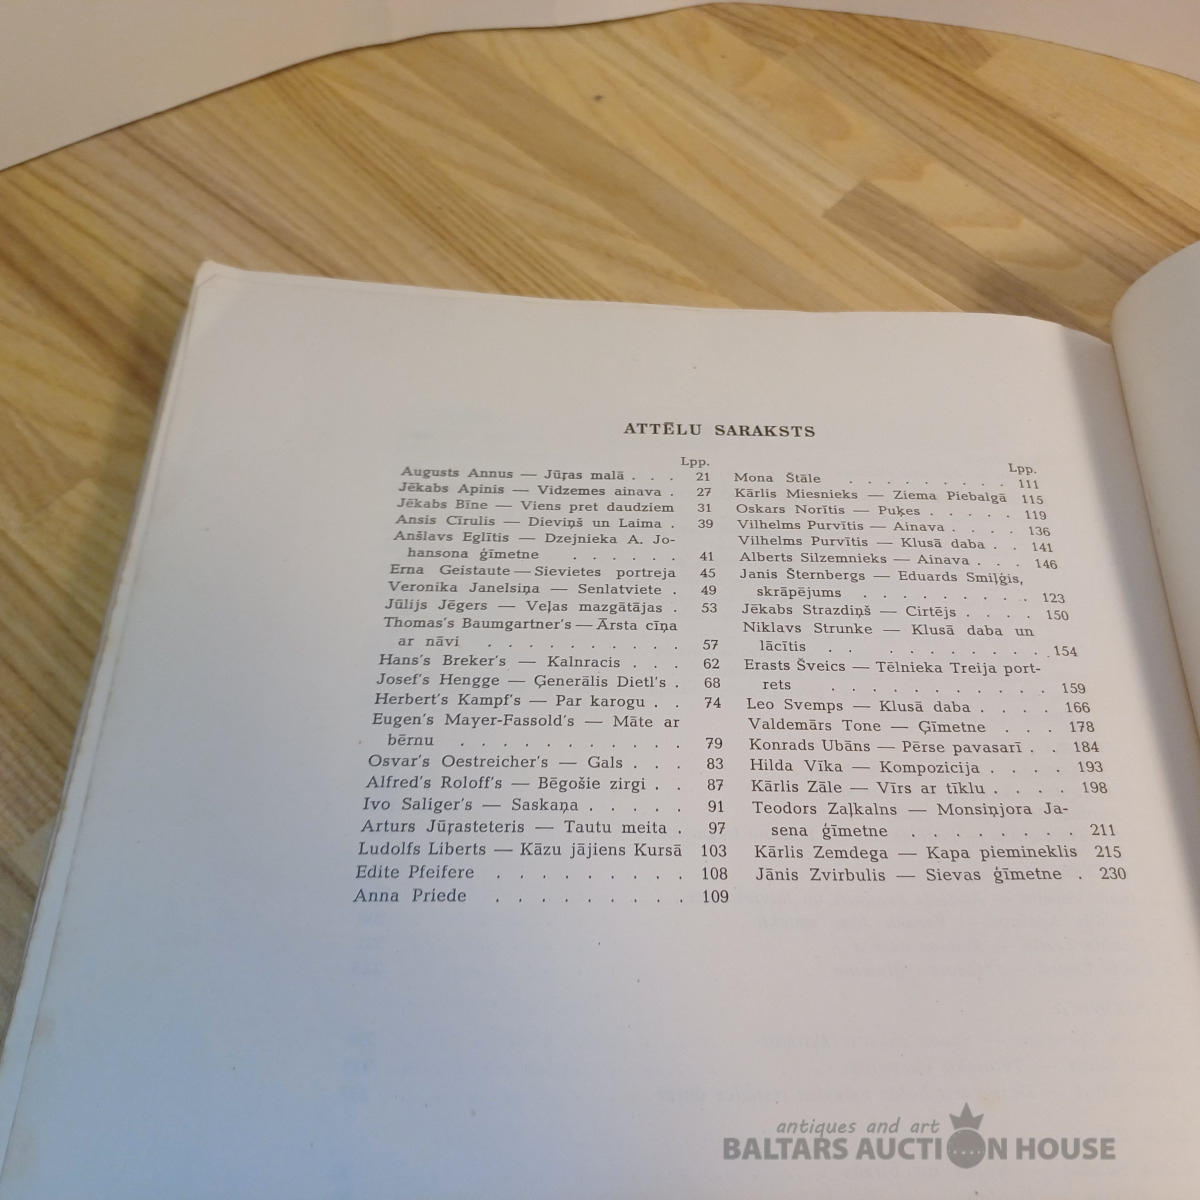 ATTĒLU SARAKSTS
Lpp.
Augusts Annus — Jūŗas malā . . . 21
Jēkabs Apinis — Vidzemes ainava . 27
Jēkabs Bīne — Viens pret daudziem 31
Ansis Cīrulis — Dieviņš un Laima . 39
Anšlavs Eglītis — Dzejnieka A. Jo-
hansona ģīmetne . . . . . . 41
Erna Geistaute — Sievietes portreja 45
Veronika Janelsiņa — Senlatviete . 49
Jūlijs Jēgers — Veļas mazgātājas . 53
Thomas's Baumgartner's — Ārsta cīņa
ar nāvi . . . . . . . . . . 57
Hans's Breker's — Kalnracis . . . 62
Josef's Hengge — Ģenerālis Dietl's . 68
Herbert's Kampf's — Par karogu . . 74
Eugen's Mayer-Fassold's — Māte ar
bērnu . . . . . . . . . . . 79
Osvar's Oestreicher's — Gals . . . 83
Alfred's Roloff's — Bēgošie zirgi . . 87
Ivo Saliger's — Saskaņa . . . . . 91
Arturs Jūŗasteteris — Tautu meita . 97
Ludolfs Liberts — Kāzu jājiens Kursā 103
Edite Pfeifere . . . . . . . . . 108
Anna Priede . . . . . . . . . 109
Lpp.
Mona Štāle . . . . . . . . . 111
Kārlis Miesnieks — Ziema Piebalgā 115
Oskars Norītis — Puķes . . . . . 119
Vilhelms Purvītis — Ainava . . . . 136
Vilhelms Purvītis — Klusā daba . . 141
Alberts Silzemnieks — Ainava . . . 146
Janis Šternbergs — Eduards Smiļģis,
skrāpējums . . . . . . . . 123
Jēkabs Strazdiņš — Cirtējs . . . . 150
Niklavs Strunke — Klusā daba un
lācītis . . . . . . . . . . 154
Erasts Šveics — Tēlnieka Treija port-
rets . . . . . . . . . . 159
Leo Svemps — Klusā daba . . . . 166
Valdemārs Tone — Ģīmetne . . . 178
Konrads Ubāns — Pērse pavasarī . . 184
Hilda Vīka — Kompozicija . . . . 193
Kārlis Zāle — Vīrs ar tīklu . . . . 198
Teodors Zaļkalns — Monsiņjora Ja-
sena ģīmetne . . . . . . . . 211
Kārlis Zemdega — Kapa piemineklis 215
Jānis Zvirbulis — Sievas ģīmetne . 230
antiques and art
BALTARS AUCTION HOUSE